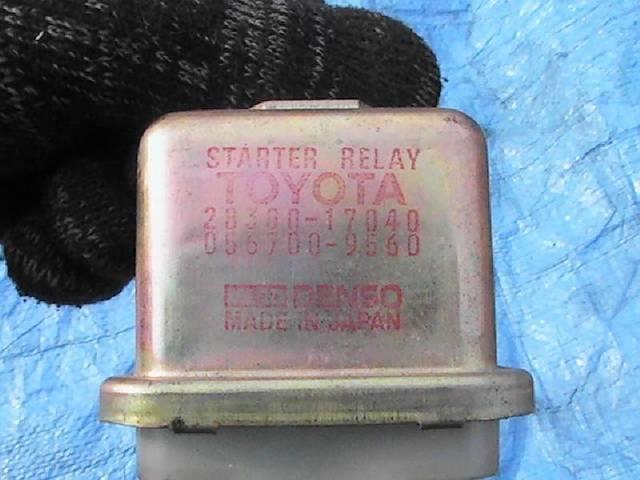 STARTER RELAY
TOYOTA
28300-17040
056700-9560
DENSO
MADE IN JAPAN